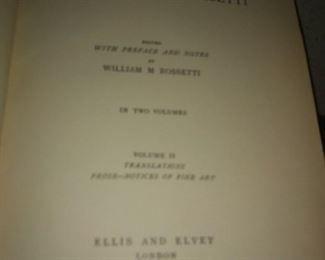 EDITED
WITH PREFACE AND NOTES
BY
WILLIAM M ROSSETTI
IN TWO VOLUMES
VOLUME II
TRANSLATIONS
PROSE—NOTICES OF FINE ART
ELLIS AND ELVEY
LONDON